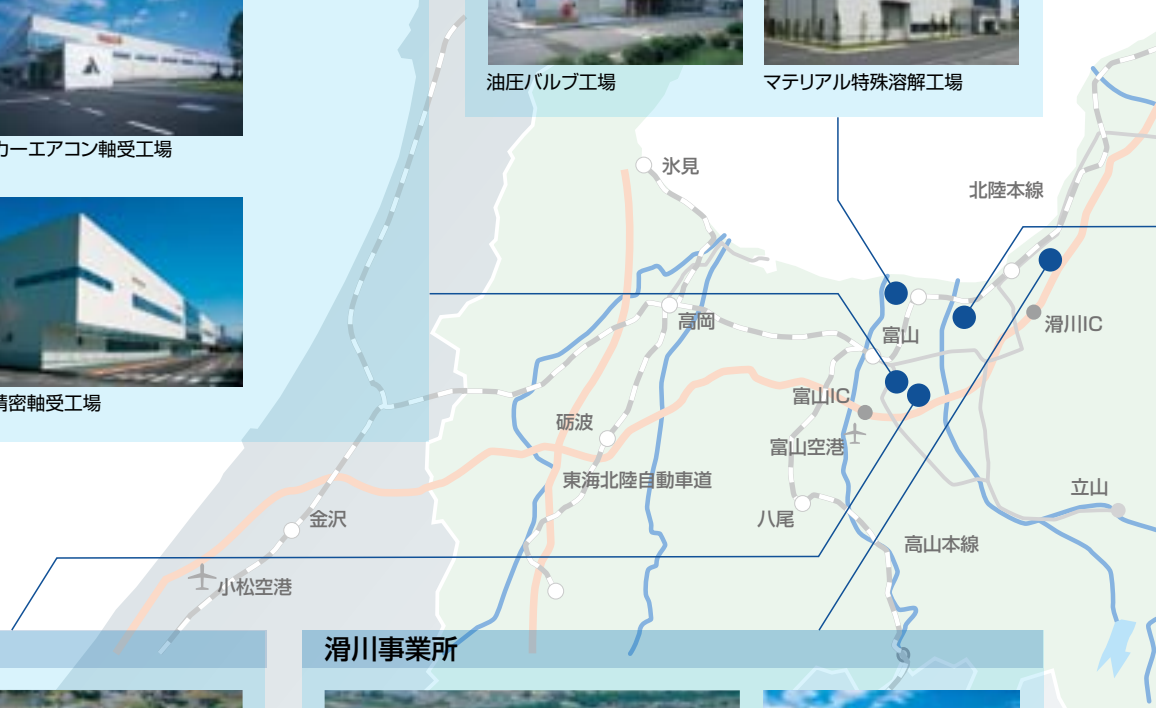 油圧バルブ工場
マテリアル特殊溶解工場
カーエアコン軸受工場
氷見
北陸本線
高岡
富山
滑川IC
富山IC
精密軸受工場
砺波
富山空港
東海北陸自動車道
立山
金沢
八尾
高山本線
小松空港
滑川事業所